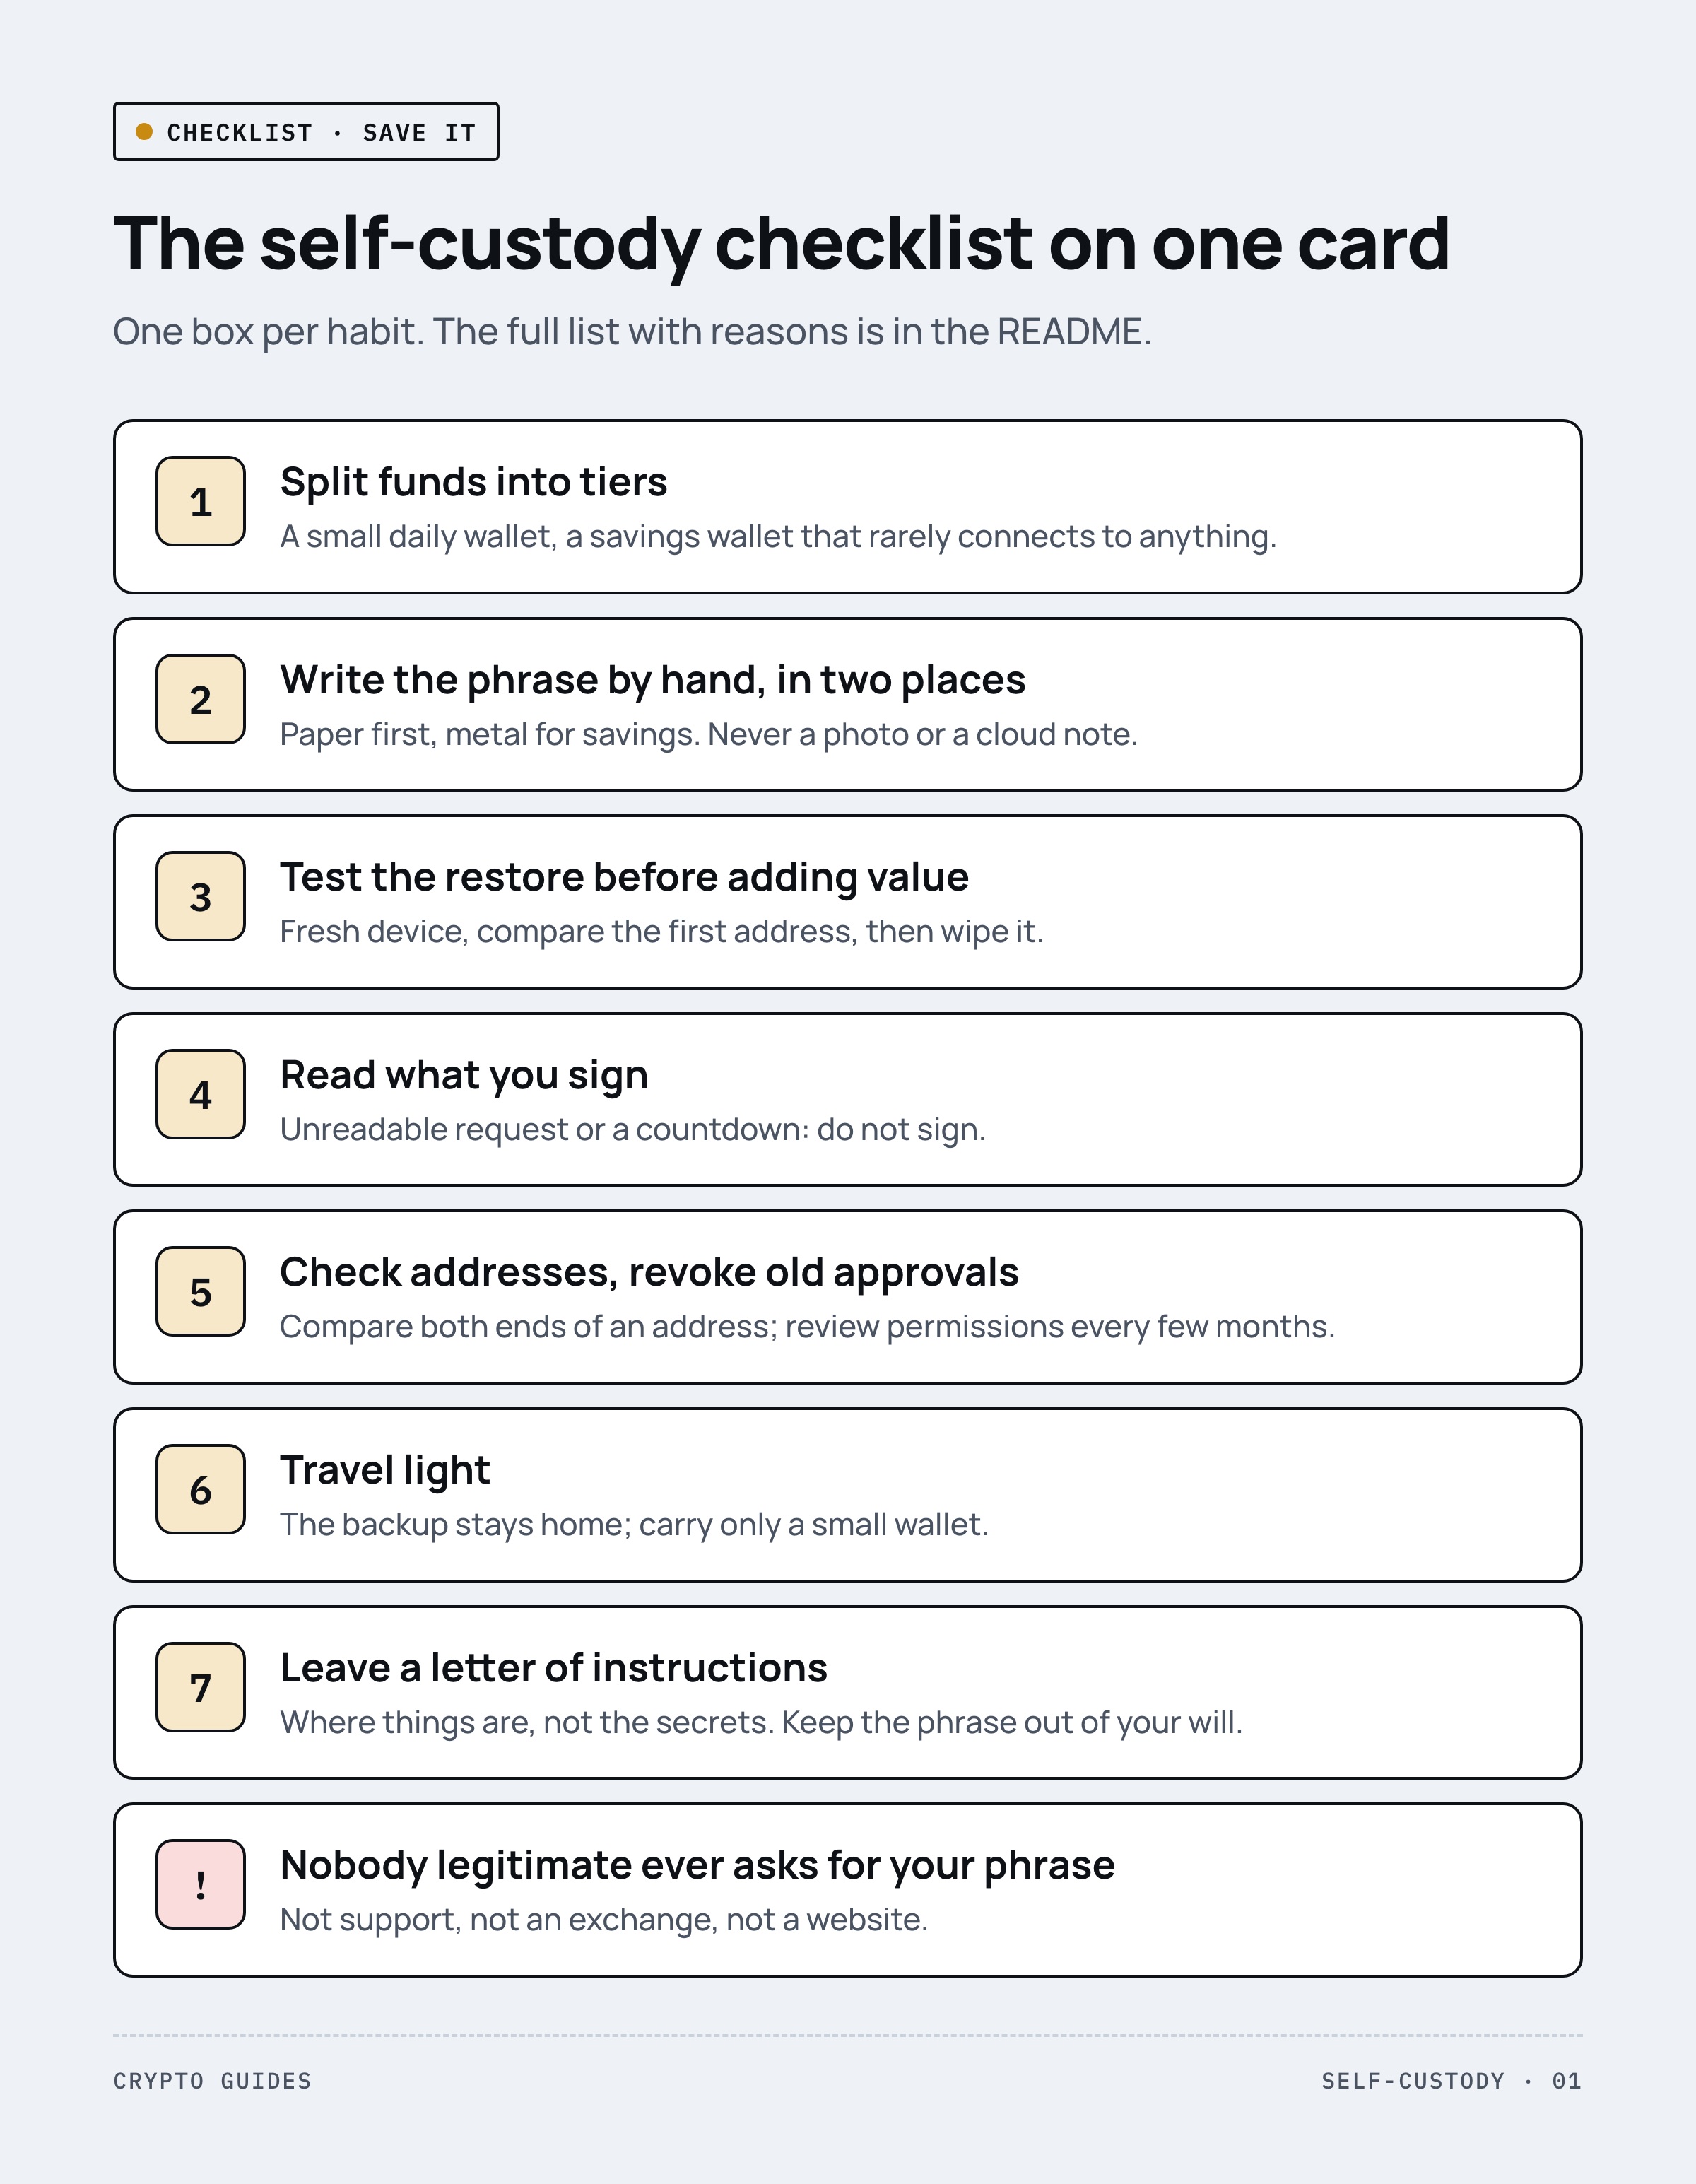 CHECKLIST · SAVE IT
The self-custody checklist on one card
One box per habit. The full list with reasons is in the README.
1
Split funds into tiers
A small daily wallet, a savings wallet that rarely connects to anything.
2
Write the phrase by hand, in two places
Paper first, metal for savings. Never a photo or a cloud note.
3
Test the restore before adding value
Fresh device, compare the first address, then wipe it.
4
Read what you sign
Unreadable request or a countdown: do not sign.
5
Check addresses, revoke old approvals
Compare both ends of an address; review permissions every few months.
6
Travel light
The backup stays home; carry only a small wallet.
7
Leave a letter of instructions
Where things are, not the secrets. Keep the phrase out of your will.
!
Nobody legitimate ever asks for your phrase
Not support, not an exchange, not a website.
CRYPTO GUIDES
SELF-CUSTODY · 01